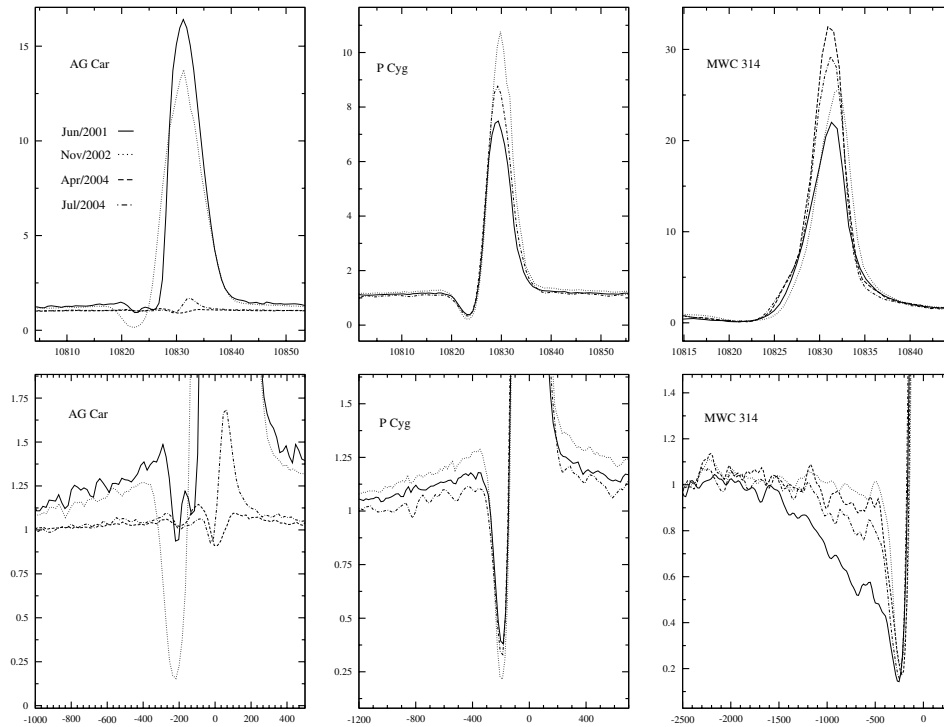 15
10
5
0
AG Car
Jun/2001
Nov/2002
Apr/2004
Jul/2004
10810 10820 10830 10840 10850
10
8
6
4
2
0
P Cyg
10810 10820 10830 10840 10850
30
20
10
0
MWC 314
10815 10820 10825 10830 10835 10840
1.75
1.5
1.25
1
0.75
0.5
0.25
0
AG Car
-1000 -800 -600 -400 -200 0 200 400
1.5
1.25
1
0.75
0.5
0.25
P Cyg
-1200 -800 -400 0 400
1.4
1.2
1
0.8
0.6
0.4
0.2
MWC 314
-2500 -2000 -1500 -1000 -500 0